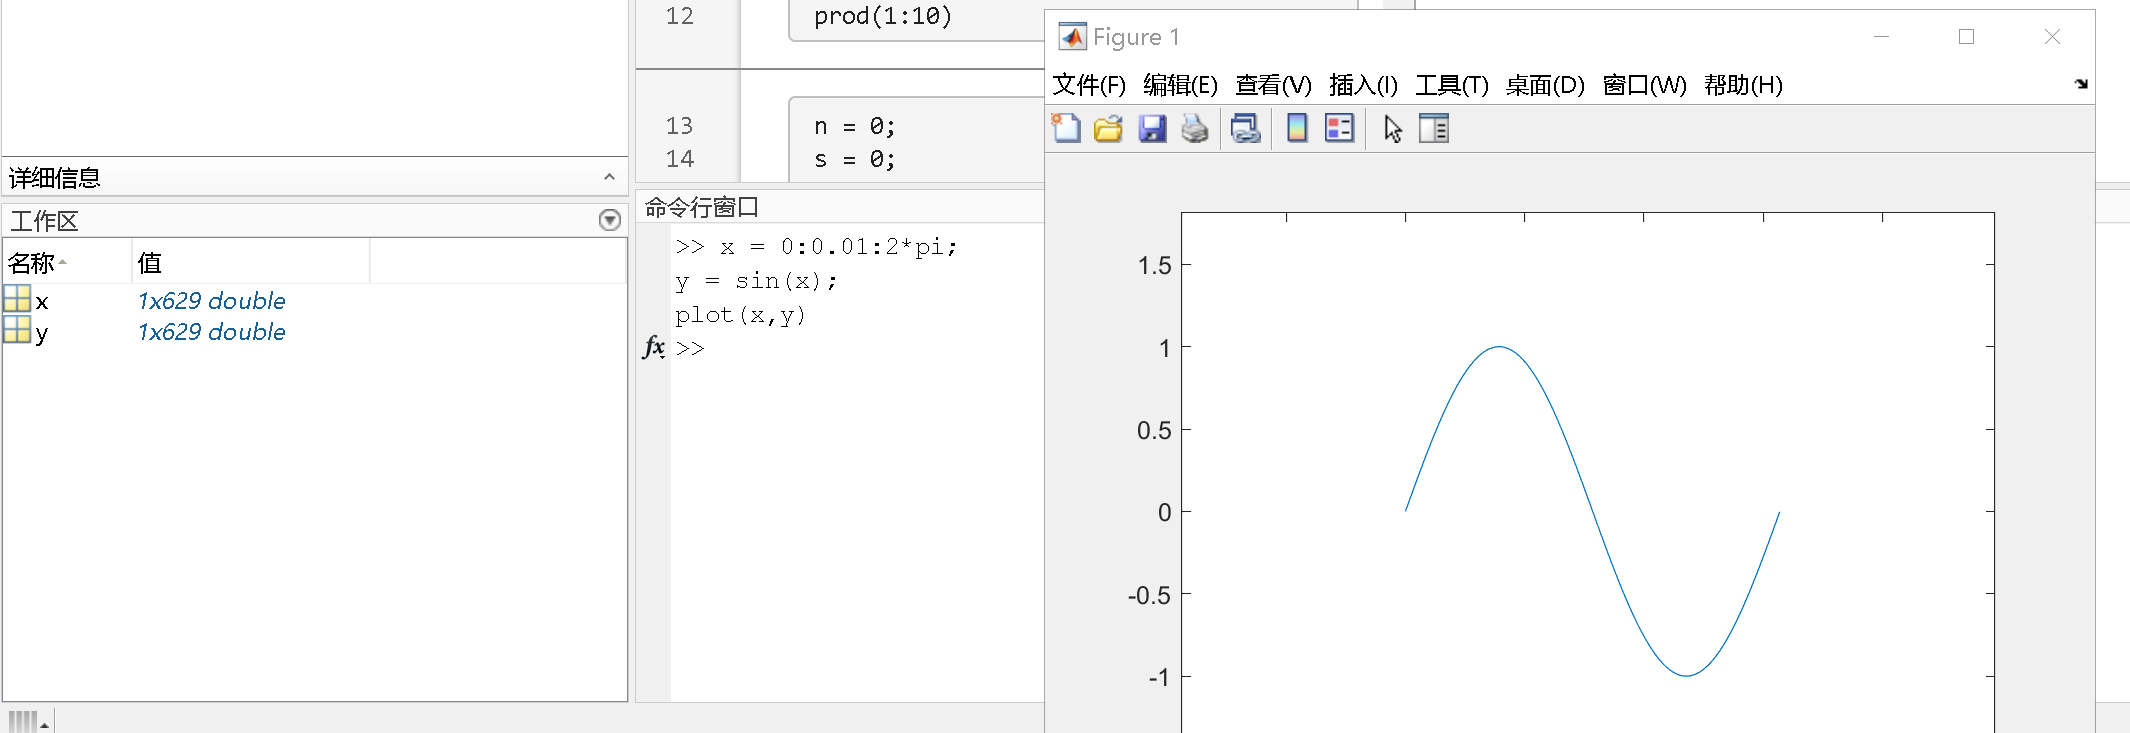 12 prod(1:10)
13 n = 0;
14 s = 0;
详细信息
工作区
名称 值
x 1x629 double
y 1x629 double
命令行窗口
>> x = 0:0.01:2*pi;
y = sin(x);
plot(x,y)
fx >>
Figure 1
文件(F) 编辑(E) 查看(V) 插入(I) 工具(T) 桌面(D) 窗口(W) 帮助(H)
1.5
1
0.5
0
-0.5
-1